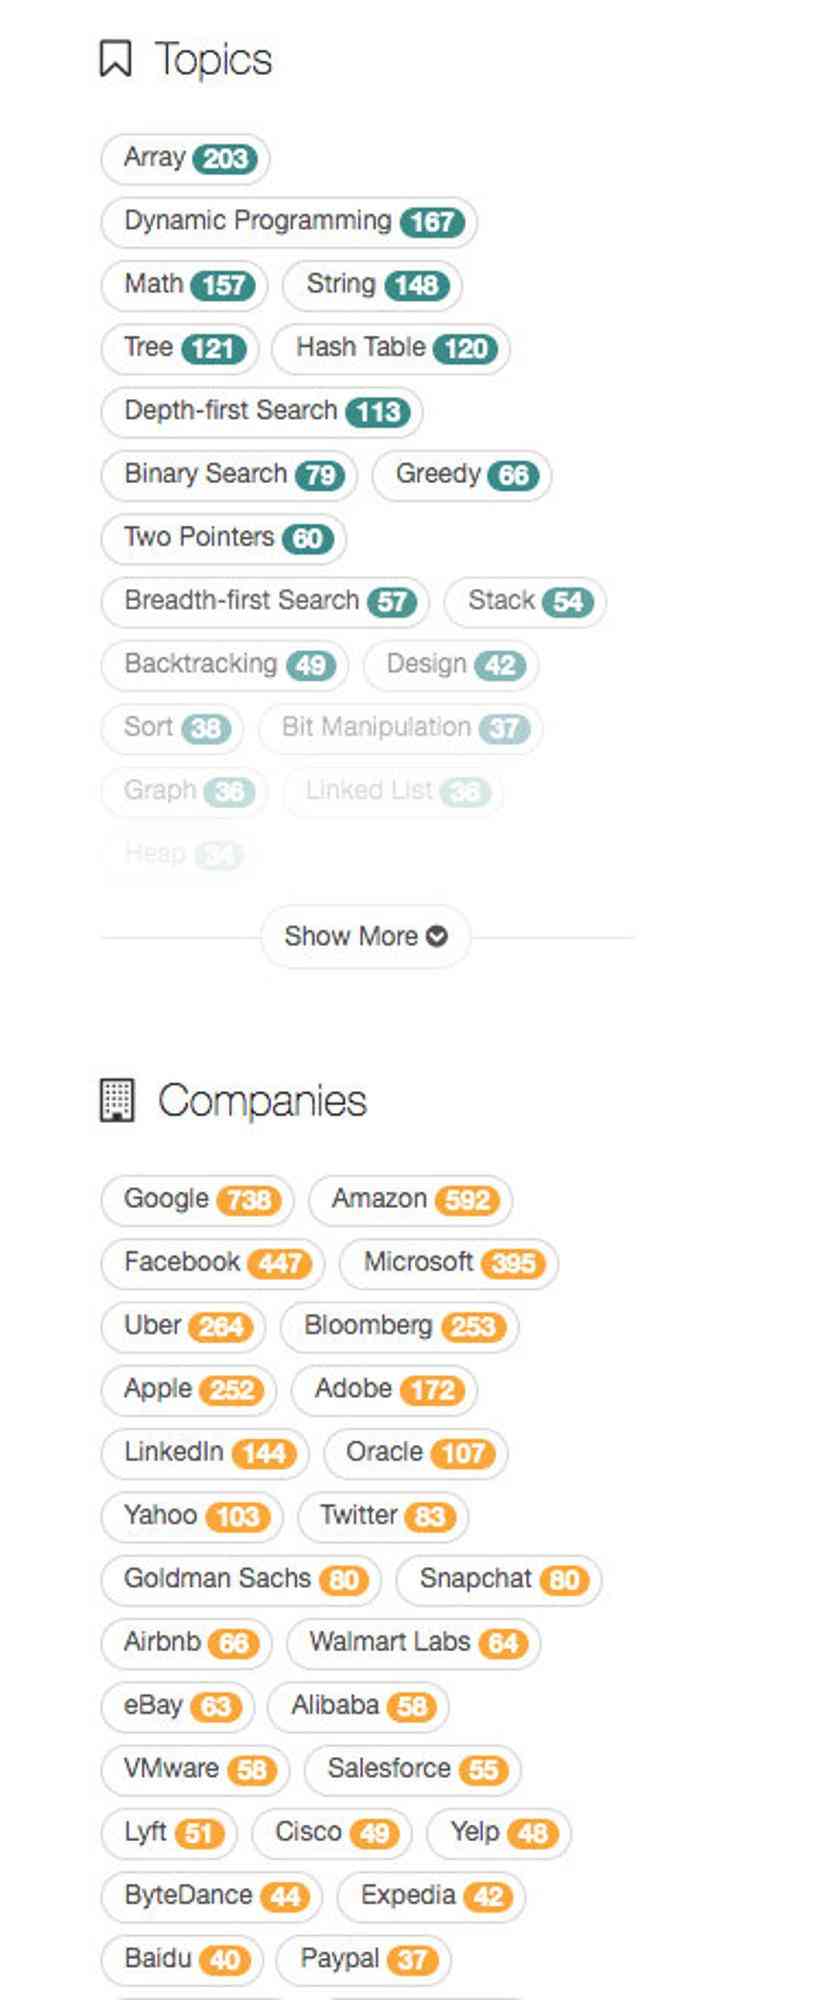 Topics
Array 203
Dynamic Programming 167
Math 157 String 148
Tree 121 Hash Table 120
Depth-first Search 113
Binary Search 79 Greedy 66
Two Pointers 60
Breadth-first Search 57 Stack 54
Backtracking 49 Design 42
Sort 38 Bit Manipulation 37
Graph 36 Linked List 36
Heap 34
Show More
Companies
Google 738 Amazon 592
Facebook 447 Microsoft 395
Uber 264 Bloomberg 253
Apple 252 Adobe 172
LinkedIn 144 Oracle 107
Yahoo 103 Twitter 83
Goldman Sachs 80 Snapchat 80
Airbnb 66 Walmart Labs 64
eBay 63 Alibaba 58
VMware 58 Salesforce 55
Lyft 51 Cisco 49 Yelp 48
ByteDance 44 Expedia 42
Baidu 40 Paypal 37